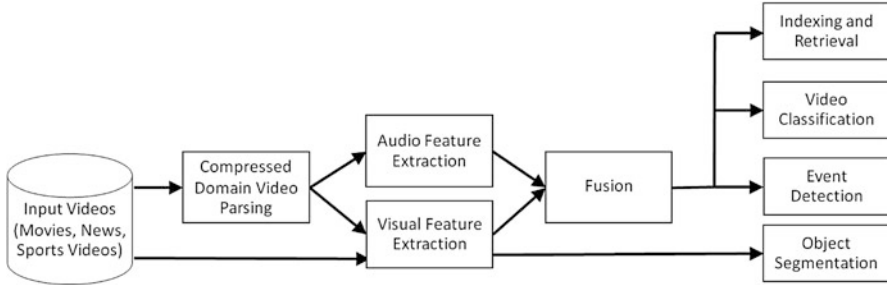 Input Videos
(Movies, News,
Sports Videos)
Compressed
Domain Video
Parsing
Audio Feature
Extraction
Visual Feature
Extraction
Fusion
Indexing and
Retrieval
Video
Classification
Event
Detection
Object
Segmentation